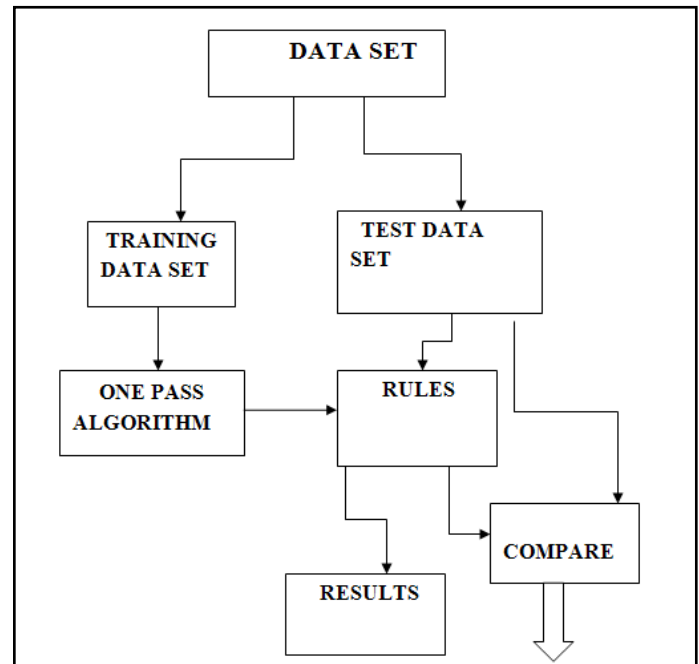 DATA SET
TRAINING
DATA SET
TEST DATA
SET
ONE PASS
ALGORITHM
RULES
COMPARE
RESULTS